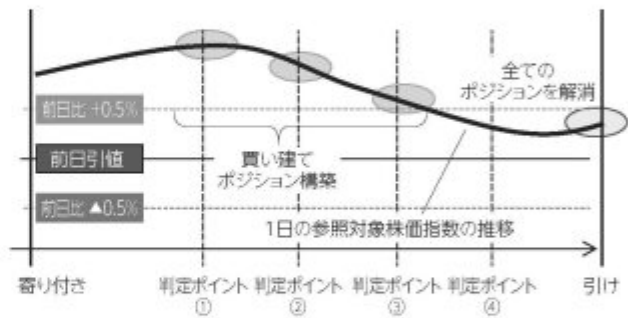 全ての
ポジションを解消
前日比 +0.5%
買い建て
ポジション構築
前日引値
前日比 ▲0.5%
1日の参照対象株価指数の推移
寄り付き
判定ポイント
①
判定ポイント
②
判定ポイント
③
判定ポイント
④
引け